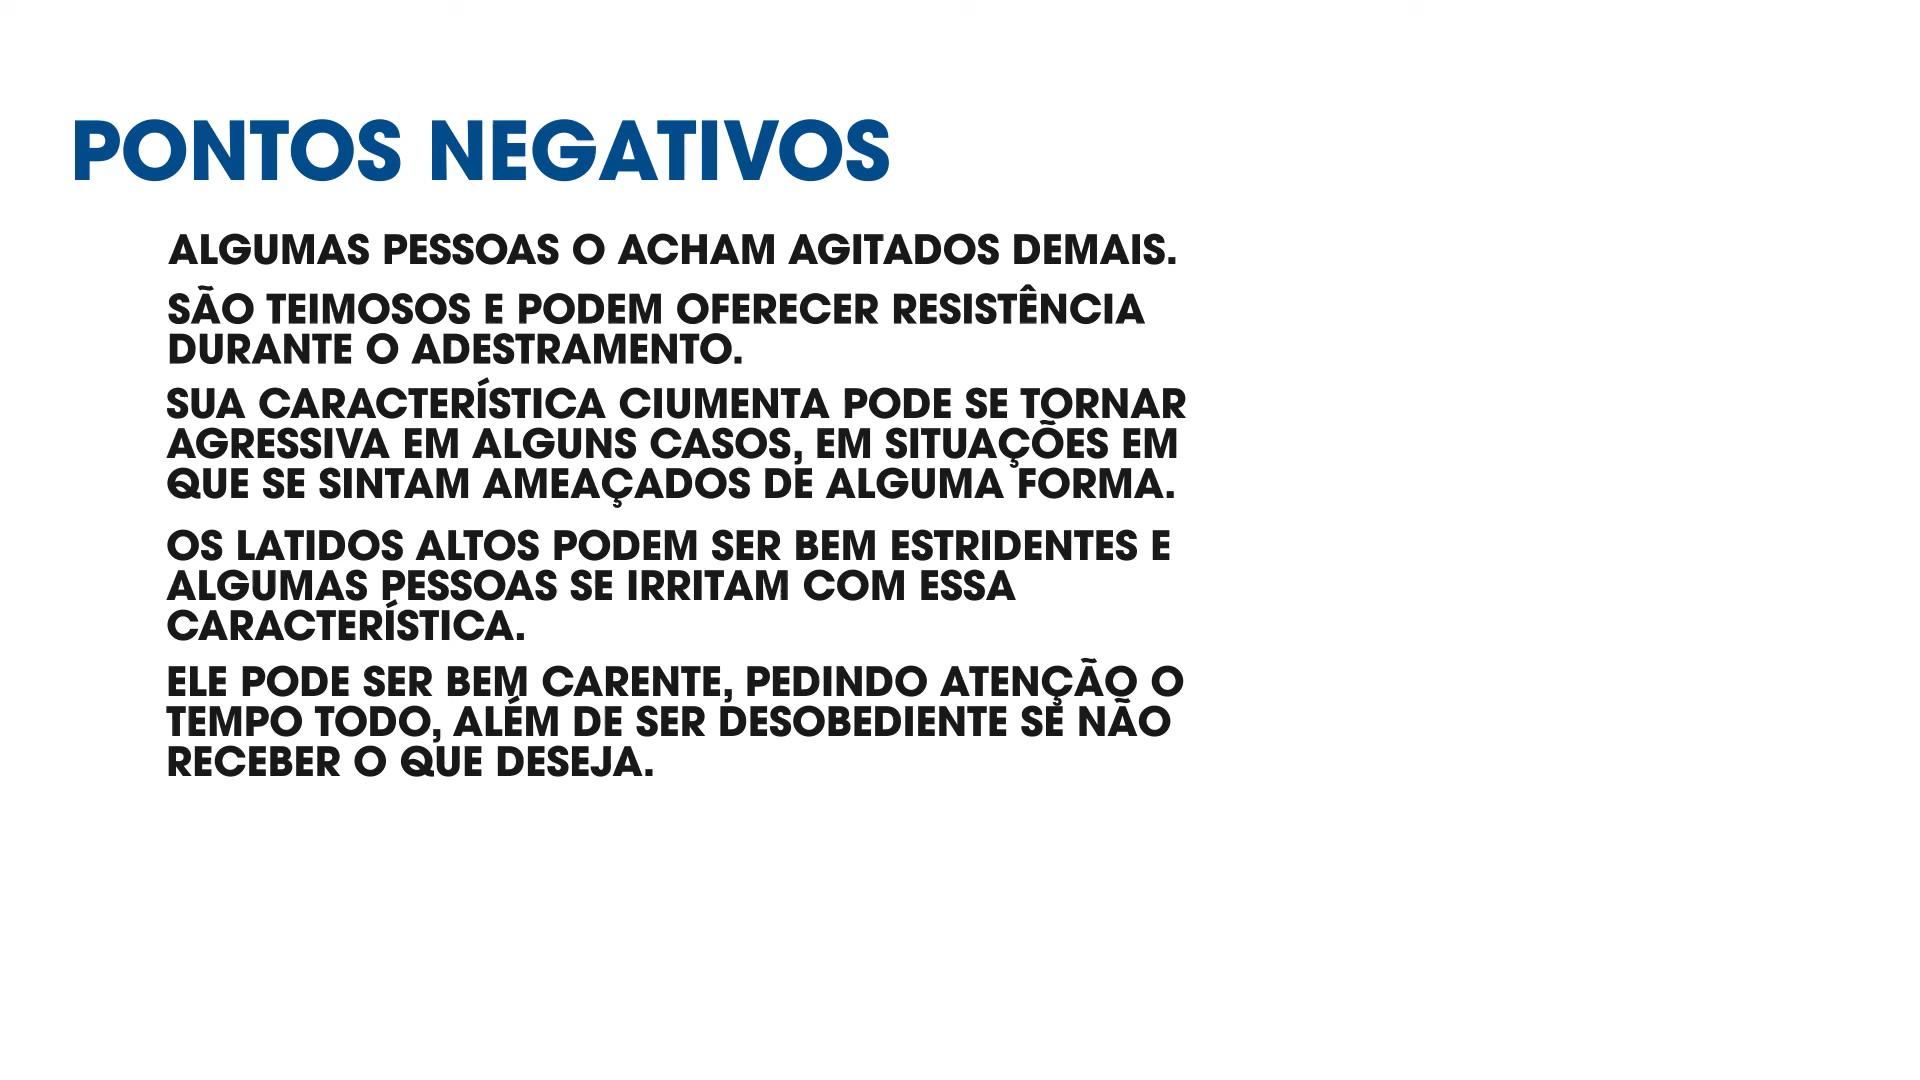 PONTOS NEGATIVOS
ALGUMAS PESSOAS O ACHAM AGITADOS DEMAIS.
SÃO TEIMOSOS E PODEM OFERECER RESISTÊNCIA
DURANTE O ADESTRAMENTO.
SUA CARACTERÍSTICA CIUMENTA PODE SE TORNAR
AGRESSIVA EM ALGUNS CASOS, EM SITUAÇÕES EM
QUE SE SINTAM AMEAÇADOS DE ALGUMA FORMA.
OS LATIDOS ALTOS PODEM SER BEM ESTRIDENTES E
ALGUMAS PESSOAS SE IRRITAM COM ESSA
CARACTERÍSTICA.
ELE PODE SER BEM CARENTE, PEDINDO ATENÇÃO O
TEMPO TODO, ALÉM DE SER DESOBEDIENTE SE NÃO
RECEBER O QUE DESEJA.